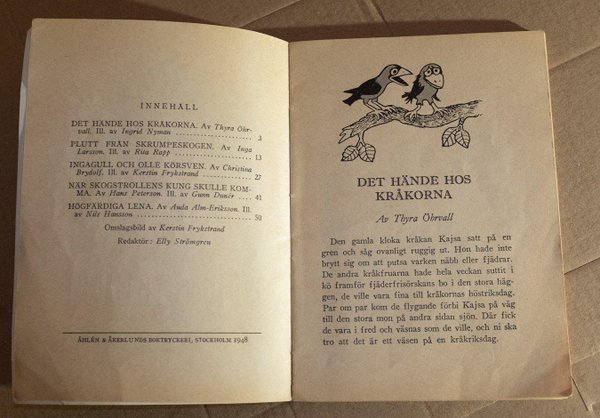 INNEHÅLL
DET HÄNDE HOS KRÅKORNA. Av Thyra Öhr-
vall. Ill. av Ingrid Nyman 3
PLUTT FRÅN SKRUMPESKOGEN. Av Inga
Larsson. Ill. av Rita Rapp 13
INGAGULL OCH OLLE KÖRSVEN. Av Christina
Brydolf. Ill. av Kerstin Frykstrand 27
NÄR SKOGSTROLLENS KUNG SKULLE KOM-
MA. Av Hans Peterson. Ill. av Gunn Dunér 41
HÖGFÄRDIGA LENA. Av Auda Alm-Eriksson. Ill.
av Nils Hansson 50
Omslagsbild av Kerstin Frykstrand
Redaktör: Elly Strömgren
ÅHLÉN & ÅKERLUNDS BOKTRYCKERI, STOCKHOLM 1948
DET HÄNDE HOS
KRÅKORNA
Av Thyra Öhrvall
Den gamla kloka kråkan Kajsa satt på en
gren och såg ovanligt ruggig ut. Hon hade inte
brytt sig om att putsa varken näbb eller fjädrar.
De andra kråkfruarna hade hela veckan suttit i
kö framför fjäderfrisörskans bo i den stora häg-
gen, de ville vara fina till kråkornas höstriksdag.
Par om par kom de flygande förbi Kajsa på väg
till den stora mon på andra sidan sjön. Där fick
de vara i fred och väsnas som de ville, och ni ska
tro att det är ett väsen på en kråkriksdag.